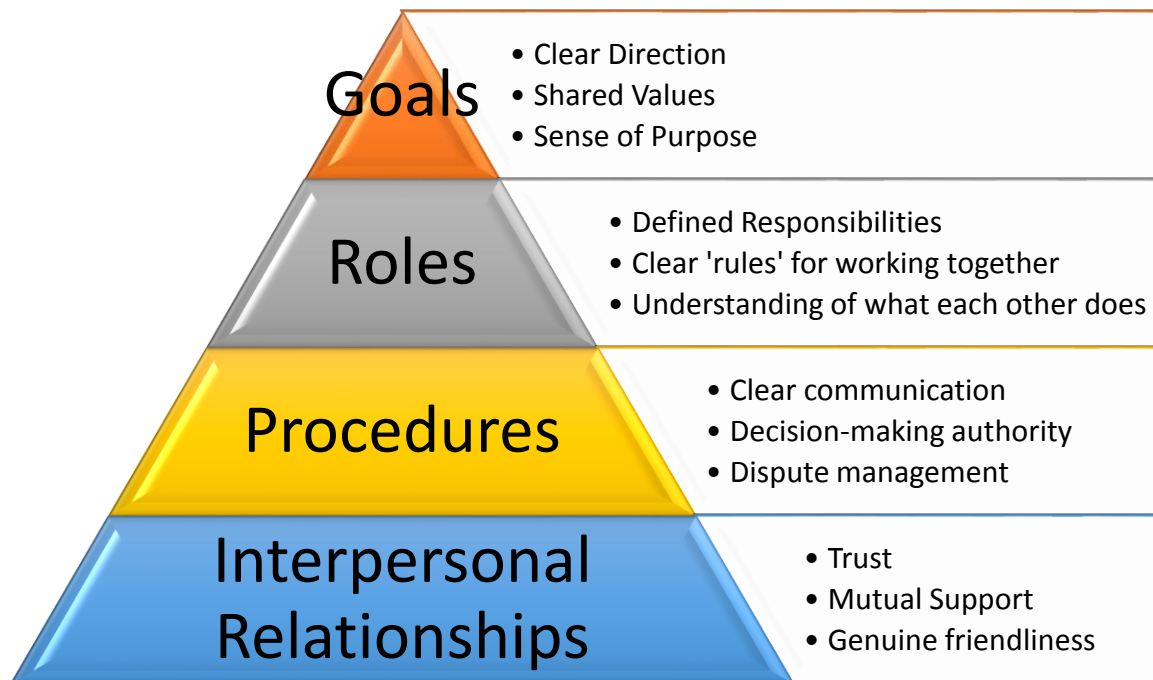 Goals
• Clear Direction
• Shared Values
• Sense of Purpose
Roles
• Defined Responsibilities
• Clear 'rules' for working together
• Understanding of what each other does
Procedures
• Clear communication
• Decision-making authority
• Dispute management
Interpersonal
Relationships
• Trust
• Mutual Support
• Genuine friendliness